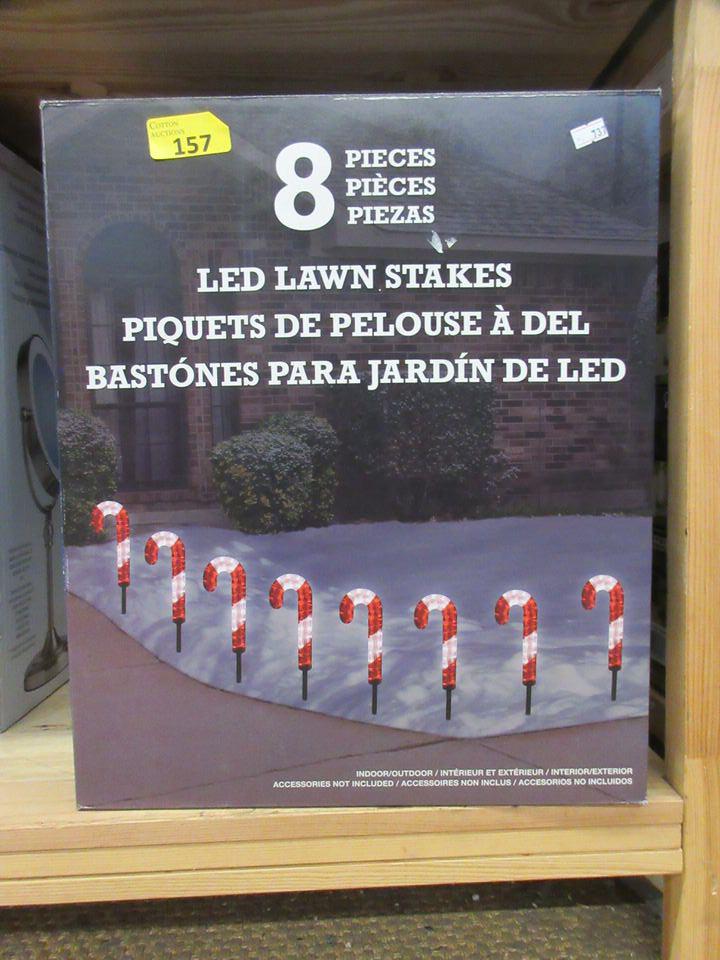 COTTON
AUCTIONS
157
737
8
PIECES
PIÈCES
PIEZAS
LED LAWN STAKES
PIQUETS DE PELOUSE À DEL
BASTÓNES PARA JARDÍN DE LED
INDOOR/OUTDOOR / INTÉRIEUR ET EXTÉRIEUR / INTERIOR/EXTERIOR
ACCESSORIES NOT INCLUDED / ACCESSOIRES NON INCLUS / ACCESORIOS NO INCLUIDOS